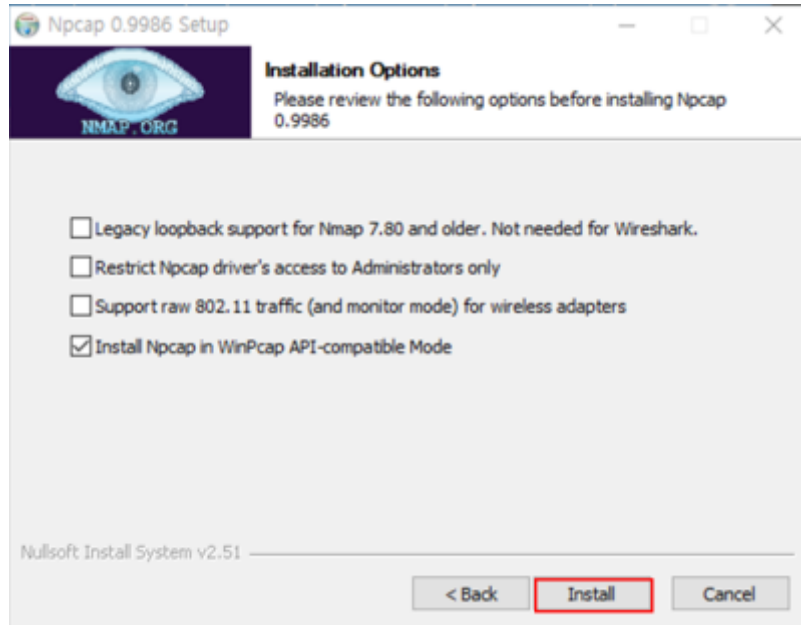 Npcap 0.9986 Setup
NMAP.ORG
Installation Options
Please review the following options before installing Npcap
0.9986
Legacy loopback support for Nmap 7.80 and older. Not needed for Wireshark.
Restrict Npcap driver's access to Administrators only
Support raw 802.11 traffic (and monitor mode) for wireless adapters
Install Npcap in WinPcap API-compatible Mode
Nullsoft Install System v2.51
< Back
Install
Cancel